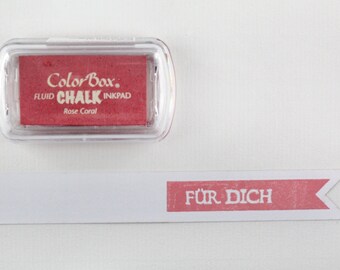 ColorBox®
FLUID CHALK INKPAD
Rose Coral
FÜR DICH